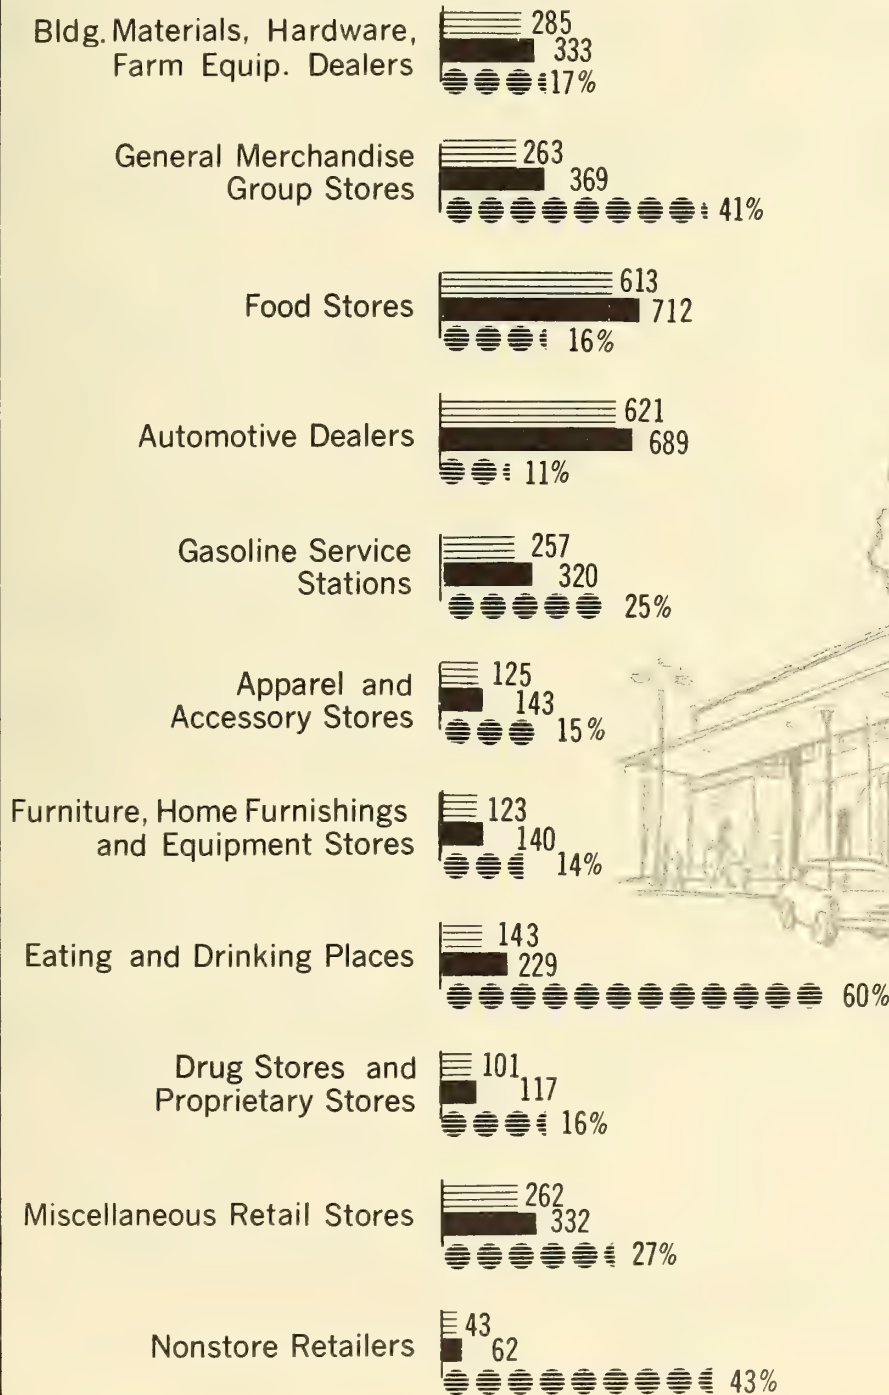 Bldg. Materials, Hardware,
Farm Equip. Dealers
285
333
17%
General Merchandise
Group Stores
263
369
41%
Food Stores
613
712
16%
Automotive Dealers
621
689
11%
Gasoline Service
Stations
257
320
25%
Apparel and
Accessory Stores
125
143
15%
Furniture, Home Furnishings
and Equipment Stores
123
140
14%
Eating and Drinking Places
143
229
60%
Drug Stores and
Proprietary Stores
101
117
16%
Miscellaneous Retail Stores
262
332
27%
Nonstore Retailers
43
62
43%